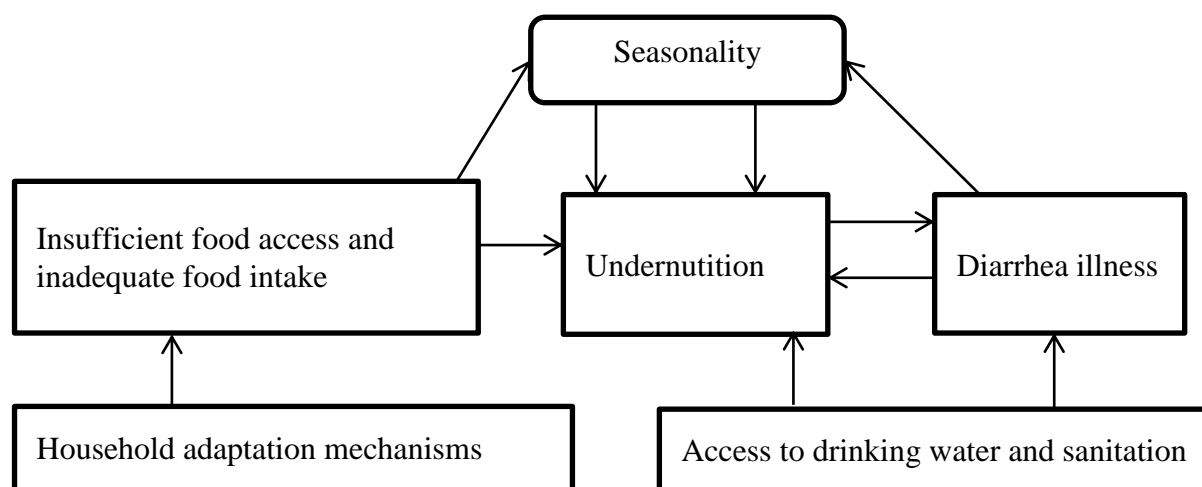 Seasonality
Insufficient food access and
inadequate food intake
Undernutition
Diarrhea illness
Household adaptation mechanisms
Access to drinking water and sanitation